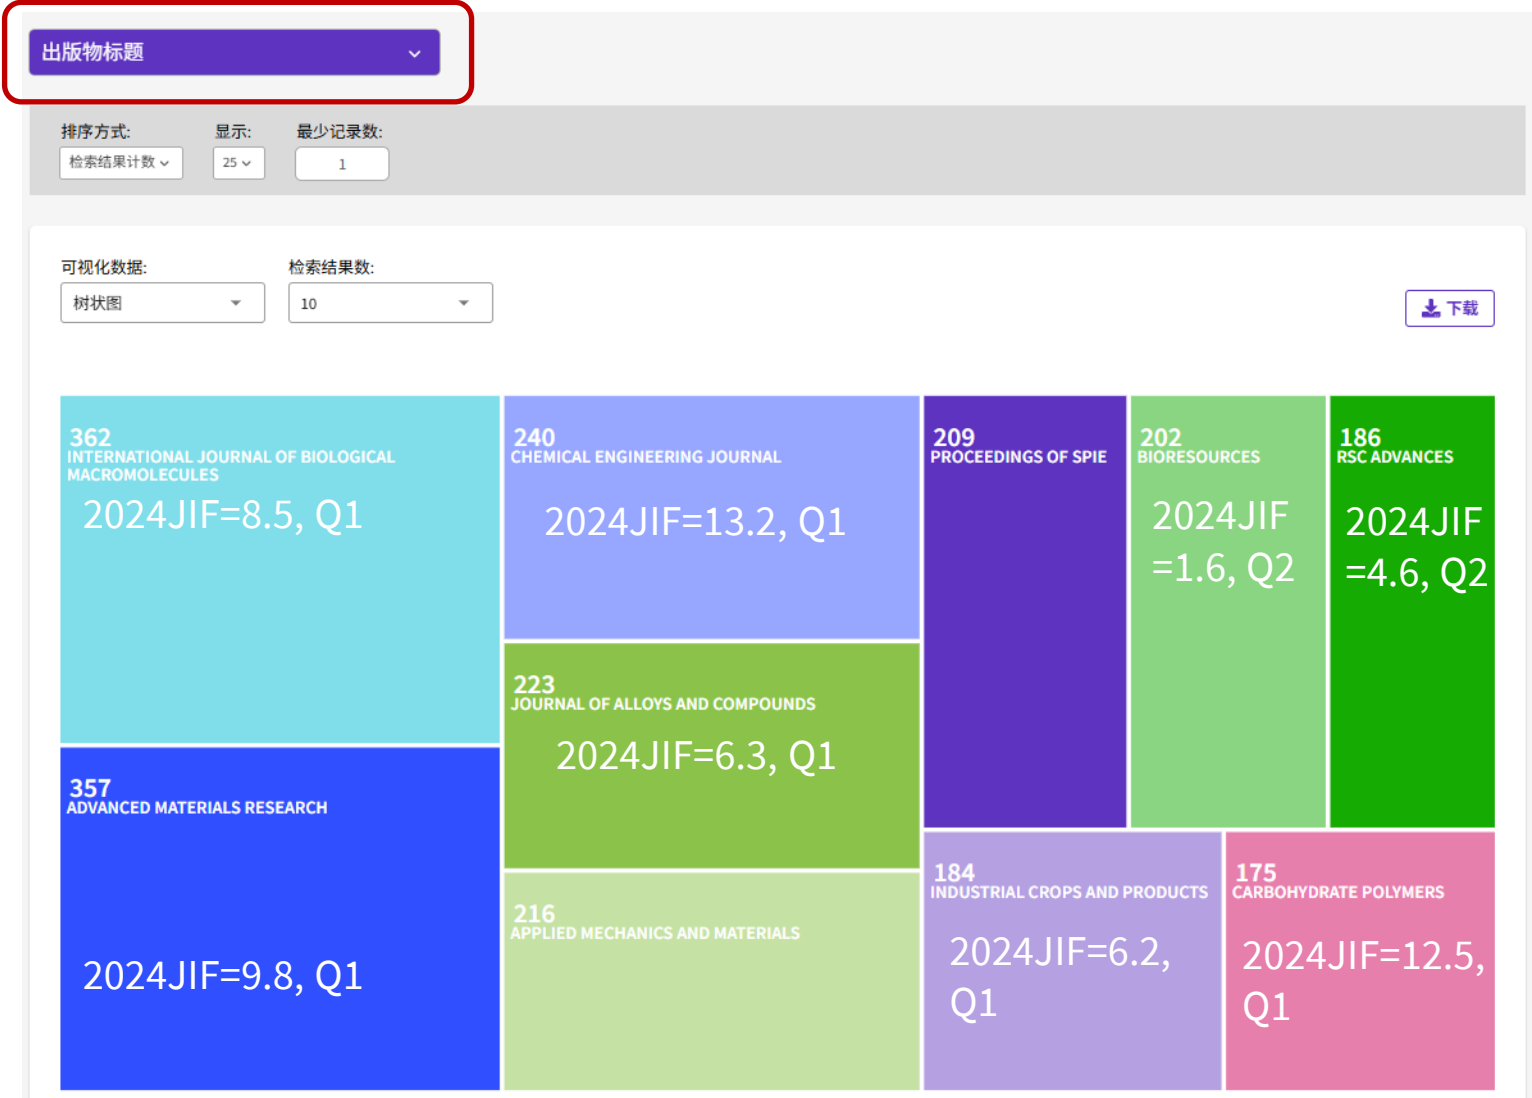 出版物标题
排序方式:
显示:
最少记录数:
检索结果计数
25
1
可视化数据:
检索结果数:
树状图
10
下载
362
INTERNATIONAL JOURNAL OF BIOLOGICAL
MACROMOLECULES
2024JIF=8.5, Q1
357
ADVANCED MATERIALS RESEARCH
2024JIF=9.8, Q1
240
CHEMICAL ENGINEERING JOURNAL
2024JIF=13.2, Q1
223
JOURNAL OF ALLOYS AND COMPOUNDS
2024JIF=6.3, Q1
216
APPLIED MECHANICS AND MATERIALS
209
PROCEEDINGS OF SPIE
202
BIORESOURCES
2024JIF
=1.6, Q2
186
RSC ADVANCES
2024JIF
=4.6, Q2
184
INDUSTRIAL CROPS AND PRODUCTS
2024JIF=6.2,
Q1
175
CARBOHYDRATE POLYMERS
2024JIF=12.5,
Q1